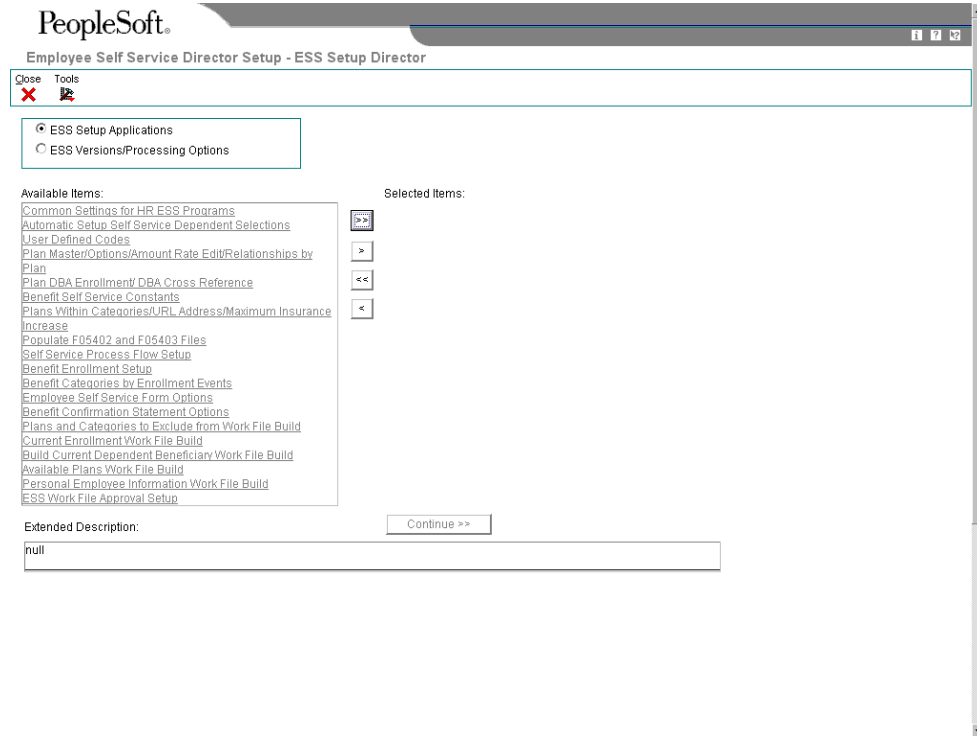 PeopleSoft®
Employee Self Service Director Setup - ESS Setup Director
Close Tools
ESS Setup Applications
ESS Versions/Processing Options
Available Items:
Selected Items:
Common Settings for HR ESS Programs
Automatic Setup Self Service Dependent Selections
User Defined Codes
Plan Master/Options/Amount Rate Edit/Relationships by
Plan
Plan DBA Enrollment/ DBA Cross Reference
Benefit Self Service Constants
Plans Within Categories/URL Address/Maximum Insurance
Increase
Populate F05402 and F05403 Files
Self Service Process Flow Setup
Benefit Enrollment Setup
Benefit Categories by Enrollment Events
Employee Self Service Form Options
Benefit Confirmation Statement Options
Plans and Categories to Exclude from Work File Build
Current Enrollment Work File Build
Build Current Dependent Beneficiary Work File Build
Available Plans Work File Build
Personal Employee Information Work File Build
ESS Work File Approval Setup
>>
>
<<
<
Extended Description:
Continue >>
null